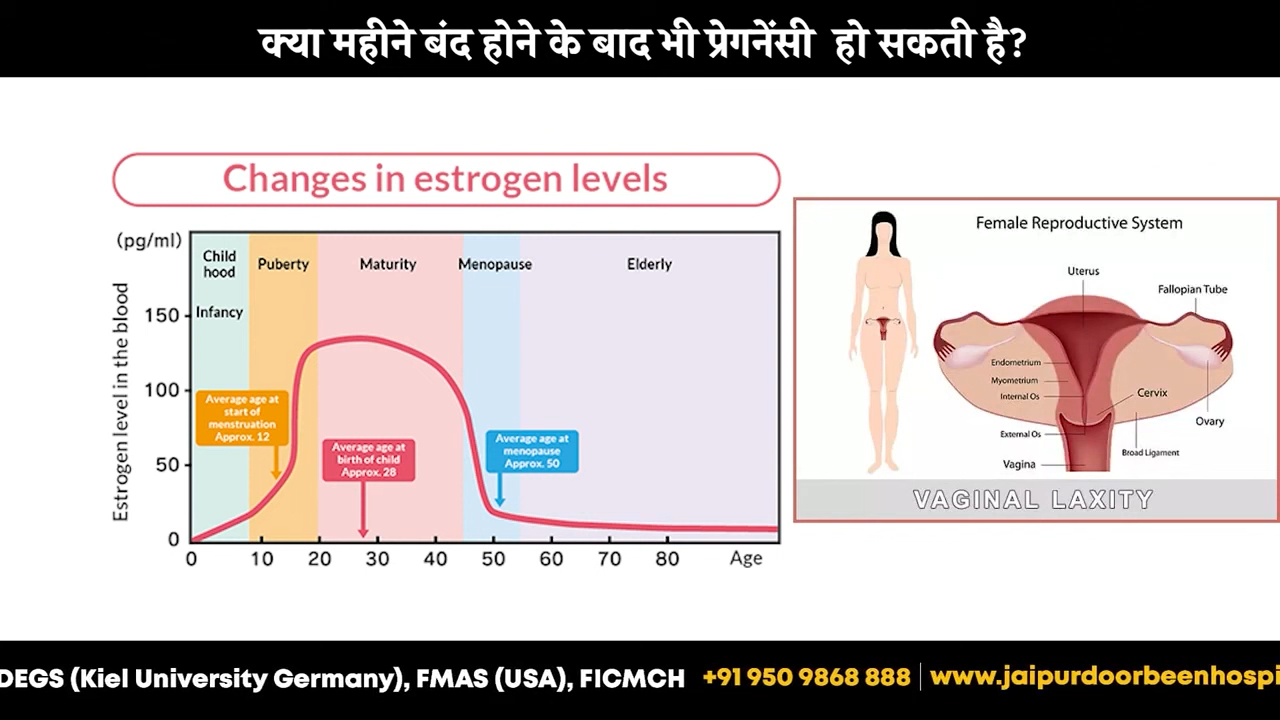 क्या महीने बंद होने के बाद भी प्रेगनेंसी हो सकती है?
Changes in estrogen levels
(pg/ml)
Estrogen level in the blood
150
100
50
0
Child
hood
Infancy
Puberty
Maturity
Menopause
Elderly
Average age at
start of
menstruation
Approx. 12
Average age at
birth of child
Approx. 28
Average age at
menopause
Approx. 50
0 10 20 30 40 50 60 70 80 Age
Female Reproductive System
Uterus
Fallopian Tube
Endometrium
Myometrium
Internal Os
Cervix
Ovary
External Os
Broad Ligament
Vagina
VAGINAL LAXITY
DEGS (Kiel University Germany), FMAS (USA), FICMCH +91 950 9868 888 www.jaipurdoorbeenhospi